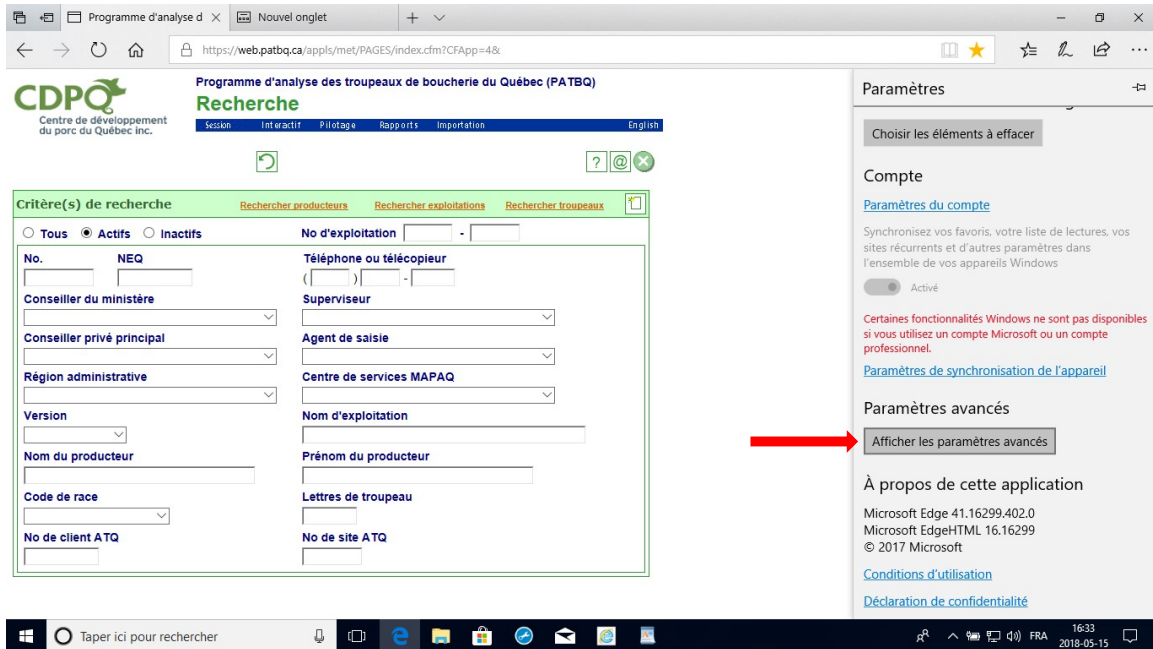 Programme d'analyse d
Nouvel onglet
https://web.patbq.ca/appls/met/PAGES/index.cfm?CFApp=4&
CDPQ
Centre de développement
du porc du Québec inc.
Programme d'analyse des troupeaux de boucherie du Québec (PATBQ)
Recherche
Session Interactif Pilotage Rapports Importation English
? @
Critère(s) de recherche Rechercher producteurs Rechercher exploitations Rechercher troupeaux
Tous Actifs Inactifs No d'exploitation -
No. NEQ Téléphone ou télécopieur
( ) -
Conseiller du ministère Superviseur
Conseiller privé principal Agent de saisie
Région administrative Centre de services MAPAQ
Version Nom d'exploitation
Nom du producteur Prénom du producteur
Code de race Lettres de troupeau
No de client ATQ No de site ATQ
Paramètres
Choisir les éléments à effacer
Compte
Paramètres du compte
Synchronisez vos favoris, votre liste de lectures, vos
sites récurrents et d'autres paramètres dans
l'ensemble de vos appareils Windows
Activé
Certaines fonctionnalités Windows ne sont pas disponibles
si vous utilisez un compte Microsoft ou un compte
professionnel.
Paramètres de synchronisation de l'appareil
Paramètres avancés
Afficher les paramètres avancés
À propos de cette application
Microsoft Edge 41.16299.402.0
Microsoft EdgeHTML 16.16299
© 2017 Microsoft
Conditions d'utilisation
Déclaration de confidentialité
Taper ici pour rechercher
FRA
16:33
2018-05-15